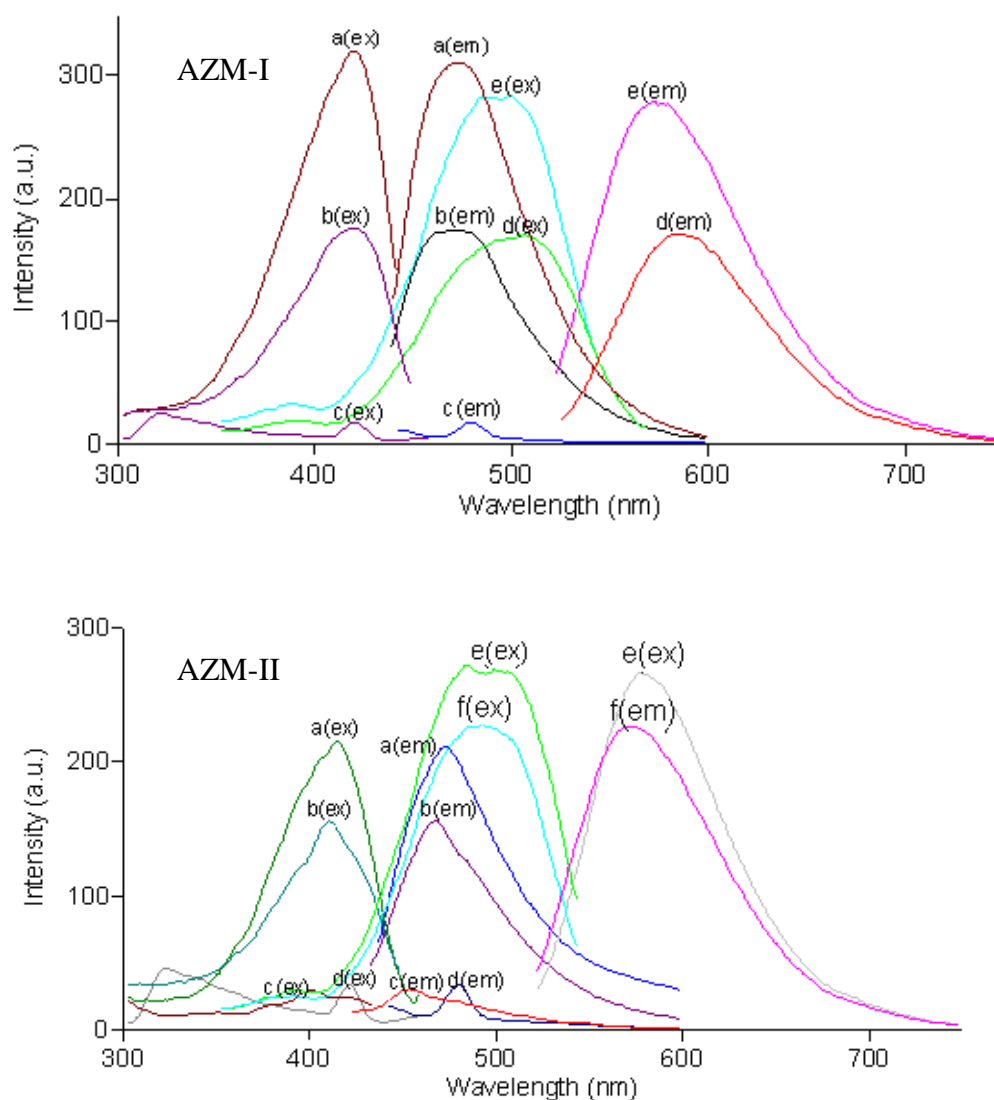 AZM-I
a(ex)
a(em)
e(ex)
e(em)
b(ex)
b(em)
d(ex)
d(em)
c(ex)
c(em)
Intensity (a.u.)
300
200
100
0
300
400
500
600
700
Wavelength (nm)
AZM-II
e(ex)
e(ex)
f(ex)
f(em)
a(ex)
a(em)
b(ex)
b(em)
c(ex)
d(ex)
c(em)
d(em)
Intensity (a.u.)
300
200
100
0
300
400
500
600
700
Wavelength (nm)